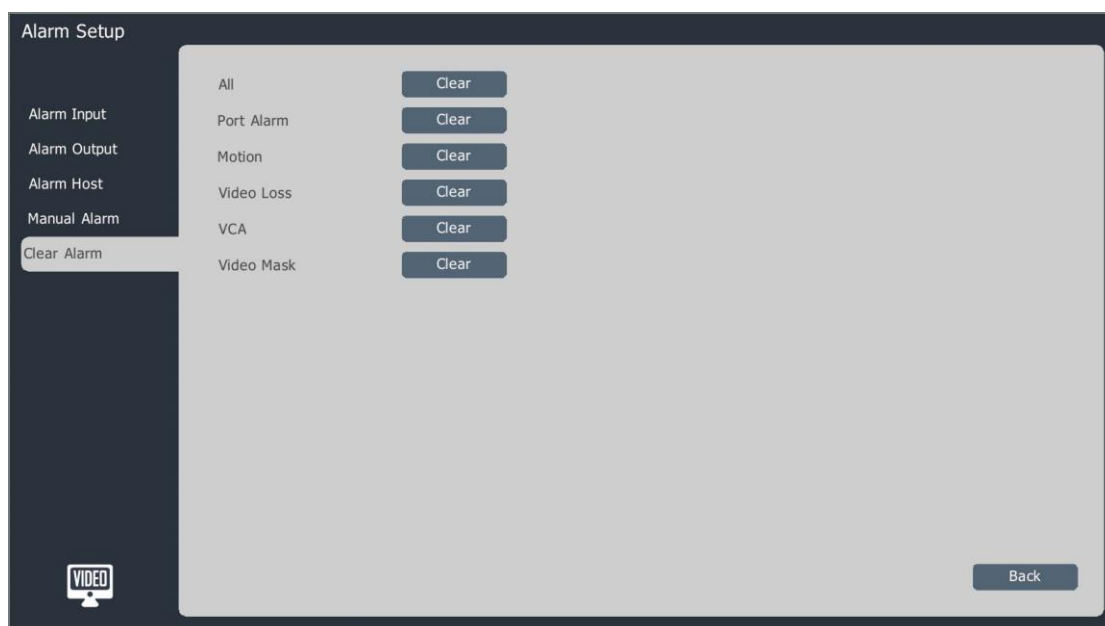 Alarm Setup
Alarm Input
Alarm Output
Alarm Host
Manual Alarm
Clear Alarm
All Clear
Port Alarm Clear
Motion Clear
Video Loss Clear
VCA Clear
Video Mask Clear
VIDEO
Back